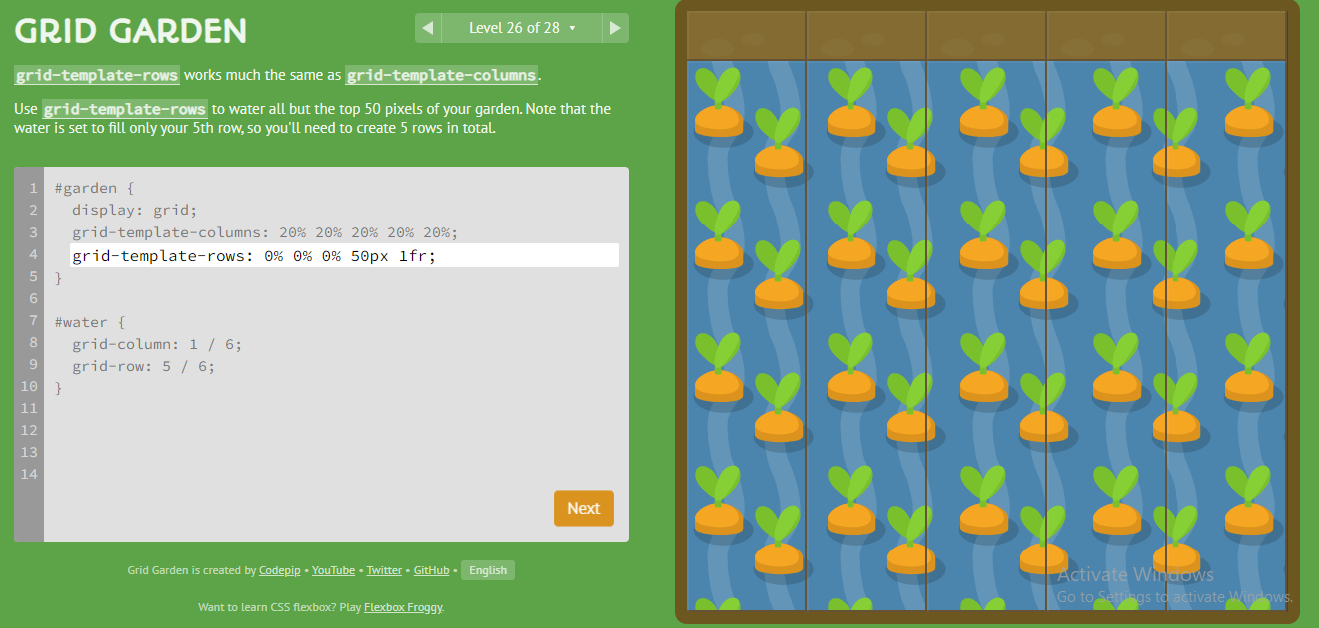 GRID GARDEN
Level 26 of 28
grid-template-rows works much the same as grid-template-columns.
Use grid-template-rows to water all but the top 50 pixels of your garden. Note that the
water is set to fill only your 5th row, so you'll need to create 5 rows in total.
1 #garden {
2 display: grid;
3 grid-template-columns: 20% 20% 20% 20% 20%;
4 grid-template-rows: 0% 0% 0% 50px 1fr;
5 }
6
7 #water {
8 grid-column: 1 / 6;
9 grid-row: 5 / 6;
10 }
11
12
13
14
Next
Grid Garden is created by Codepip • YouTube • Twitter • GitHub • English
Want to learn CSS flexbox? Play Flexbox Froggy.
Activate Windows
Go to Settings to activate Windows.